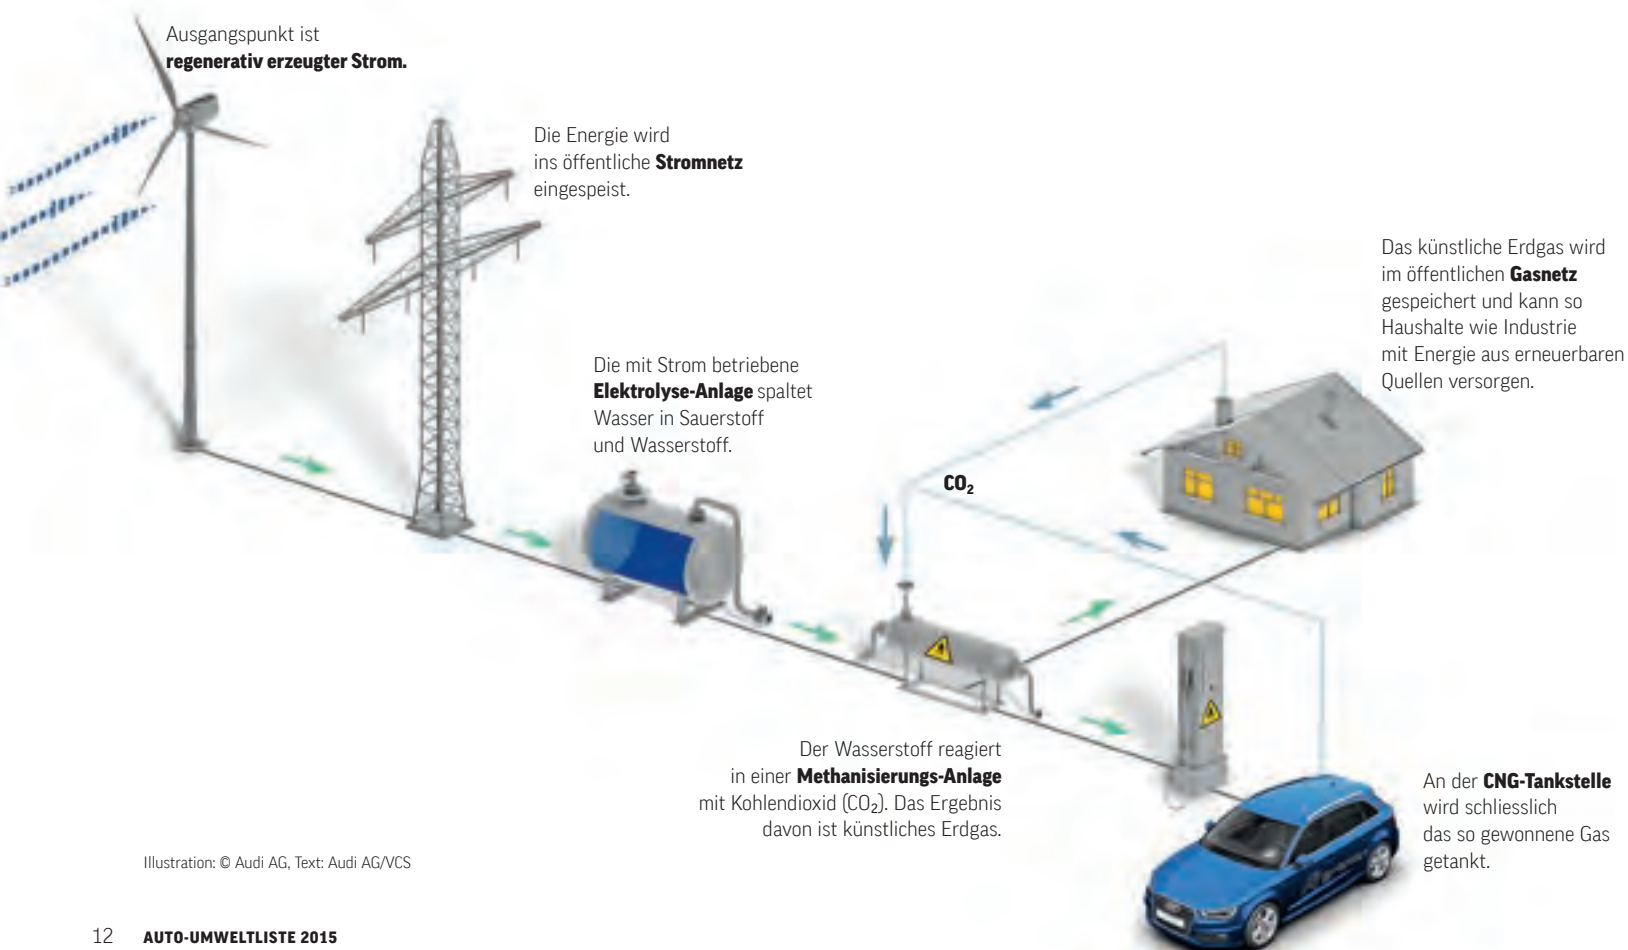 Ausgangspunkt ist
regenerativ erzeugter Strom.
Die Energie wird
ins öffentliche Stromnetz
eingespeist.
Das künstliche Erdgas wird
im öffentlichen Gasnetz
gespeichert und kann so
Haushalte wie Industrie
mit Energie aus erneuerbaren
Quellen versorgen.
Die mit Strom betriebene
Elektrolyse-Anlage spaltet
Wasser in Sauerstoff
und Wasserstoff.
CO₂
Der Wasserstoff reagiert
in einer Methanisierungs-Anlage
mit Kohlendioxid (CO₂). Das Ergebnis
davon ist künstliches Erdgas.
An der CNG-Tankstelle
wird schliesslich
das so gewonnene Gas
getankt.
Illustration: © Audi AG, Text: Audi AG/VCS
12 AUTO-UMWELTLISTE 2015